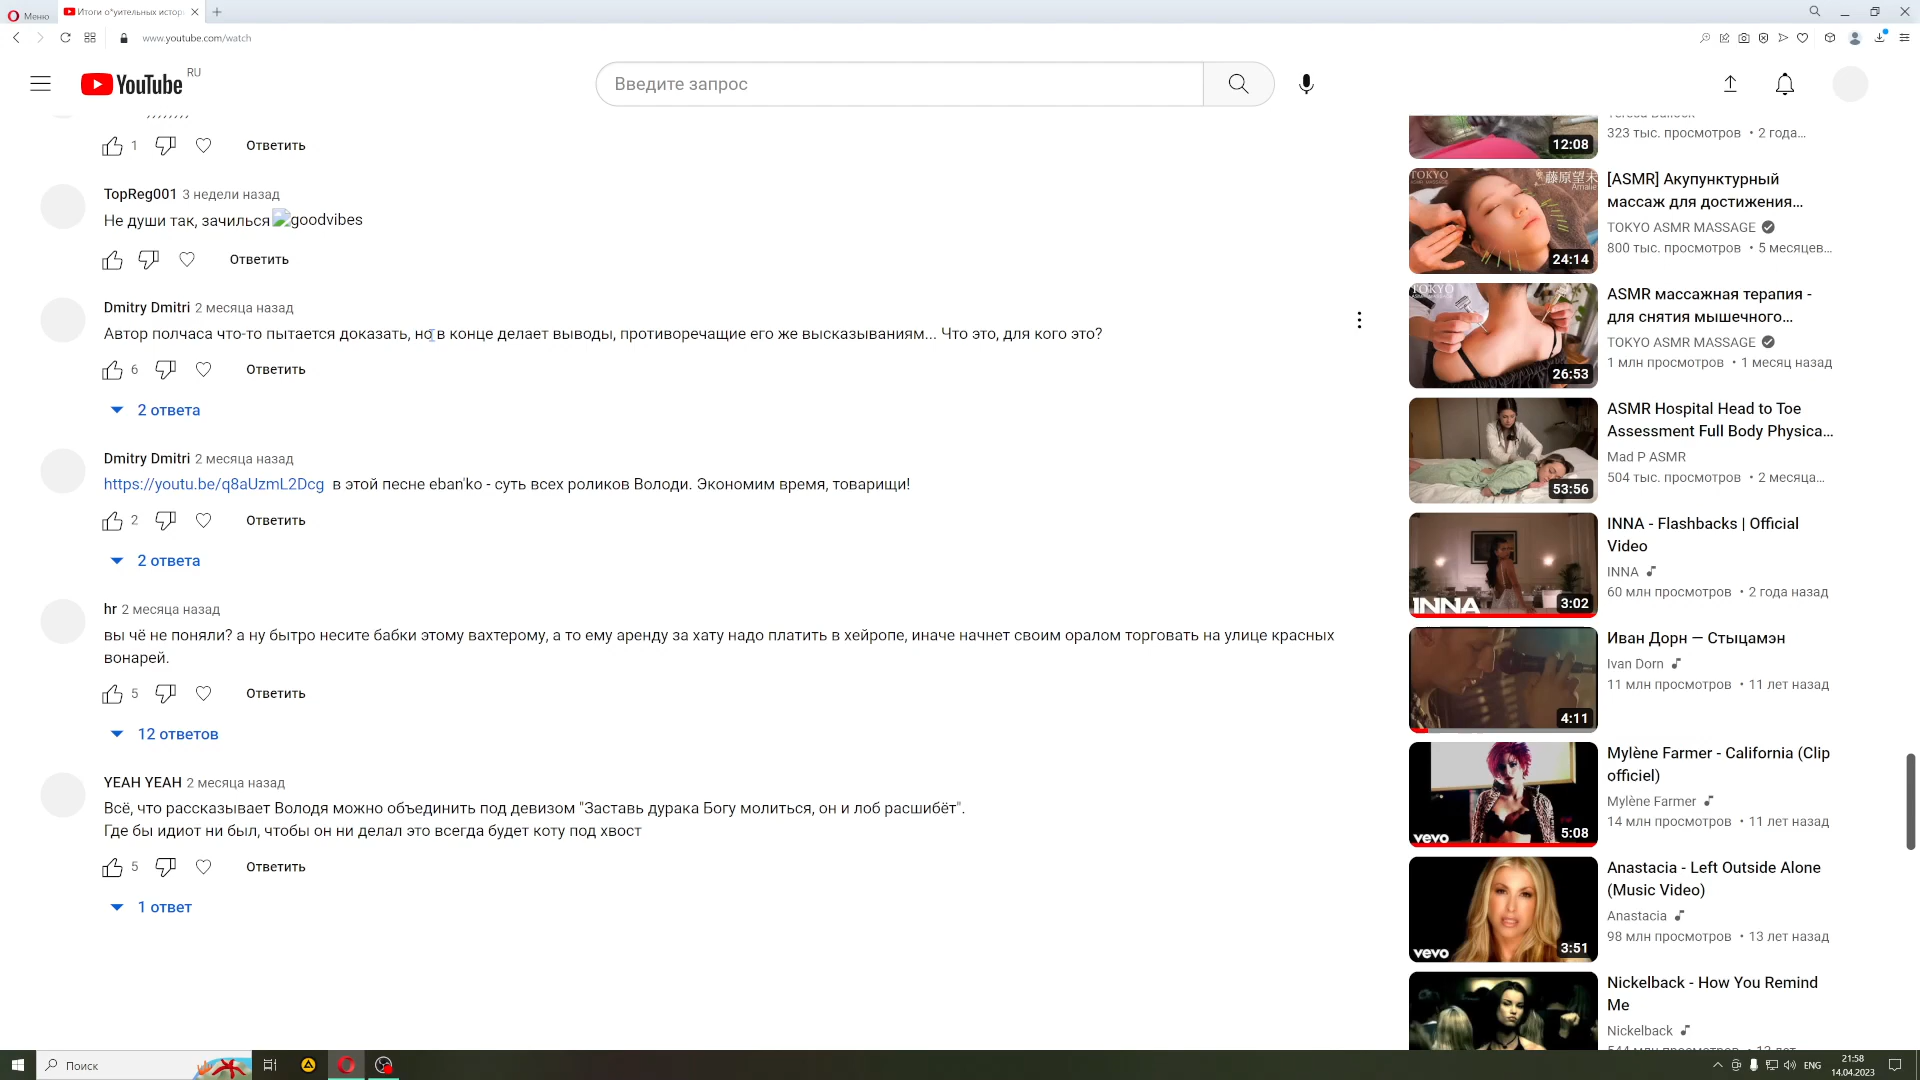 Меню
Итоги о*уительных истор
www.youtube.com/watch
YouTube RU
Введите запрос
1
Ответить
TopReg001 3 недели назад
Не души так, зачилься goodvibes
Ответить
Dmitry Dmitri 2 месяца назад
Автор полчаса что-то пытается доказать, но в конце делает выводы, противоречащие его же высказываниям... Что это, для кого это?
6
Ответить
2 ответа
Dmitry Dmitri 2 месяца назад
https://youtu.be/q8aUzmL2Dcg в этой песне eban'ko - суть всех роликов Володи. Экономим время, товарищи!
2
Ответить
2 ответа
hr 2 месяца назад
вы чё не поняли? а ну бытро несите бабки этому вахтерому, а то ему аренду за хату надо платить в хейропе, иначе начнет своим оралом торговать на улице красных
вонарей.
5
Ответить
12 ответов
YEAH YEAH 2 месяца назад
Всё, что рассказывает Володя можно объединить под девизом "Заставь дурака Богу молиться, он и лоб расшибёт".
Где бы идиот ни был, чтобы он ни делал это всегда будет коту под хвост
5
Ответить
1 ответ
323 тыс. просмотров • 2 года...
12:08
TOKYO
藤原望未
Amalie
24:14
[ASMR] Акупунктурный
массаж для достижения...
TOKYO ASMR MASSAGE
800 тыс. просмотров • 5 месяцев...
TOKYO
26:53
ASMR массажная терапия -
для снятия мышечного...
TOKYO ASMR MASSAGE
1 млн просмотров • 1 месяц назад
53:56
ASMR Hospital Head to Toe
Assessment Full Body Physica...
Mad P ASMR
504 тыс. просмотров • 2 месяца...
INNA
3:02
INNA - Flashbacks | Official
Video
INNA
60 млн просмотров • 2 года назад
4:11
Иван Дорн — Стыцамэн
Ivan Dorn
11 млн просмотров • 11 лет назад
vevo
5:08
Mylène Farmer - California (Clip
officiel)
Mylène Farmer
14 млн просмотров • 11 лет назад
vevo
3:51
Anastacia - Left Outside Alone
(Music Video)
Anastacia
98 млн просмотров • 13 лет назад
Nickelback - How You Remind
Me
Nickelback
Поиск
ENG
21:58
14.04.2023